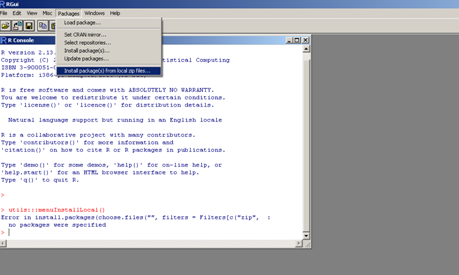 RGui
File Edit View Misc Packages Windows Help
Load package...
Set CRAN mirror...
Select repositories...
Install package(s)...
Update packages...
Install package(s) from local zip files...
R Console
R version 2.13.
Copyright (C) 2 tistical Computing
ISBN 3-900051-
Platform: i386-
R is free software and comes with ABSOLUTELY NO WARRANTY.
You are welcome to redistribute it under certain conditions.
Type 'license()' or 'licence()' for distribution details.
Natural language support but running in an English locale
R is a collaborative project with many contributors.
Type 'contributors()' for more information and
'citation()' on how to cite R or R packages in publications.
Type 'demo()' for some demos, 'help()' for on-line help, or
'help.start()' for an HTML browser interface to help.
Type 'q()' to quit R.
>
> utils:::menuInstallLocal()
Error in install.packages(choose.files("", filters = Filters[c("zip", :
no packages were specified
>